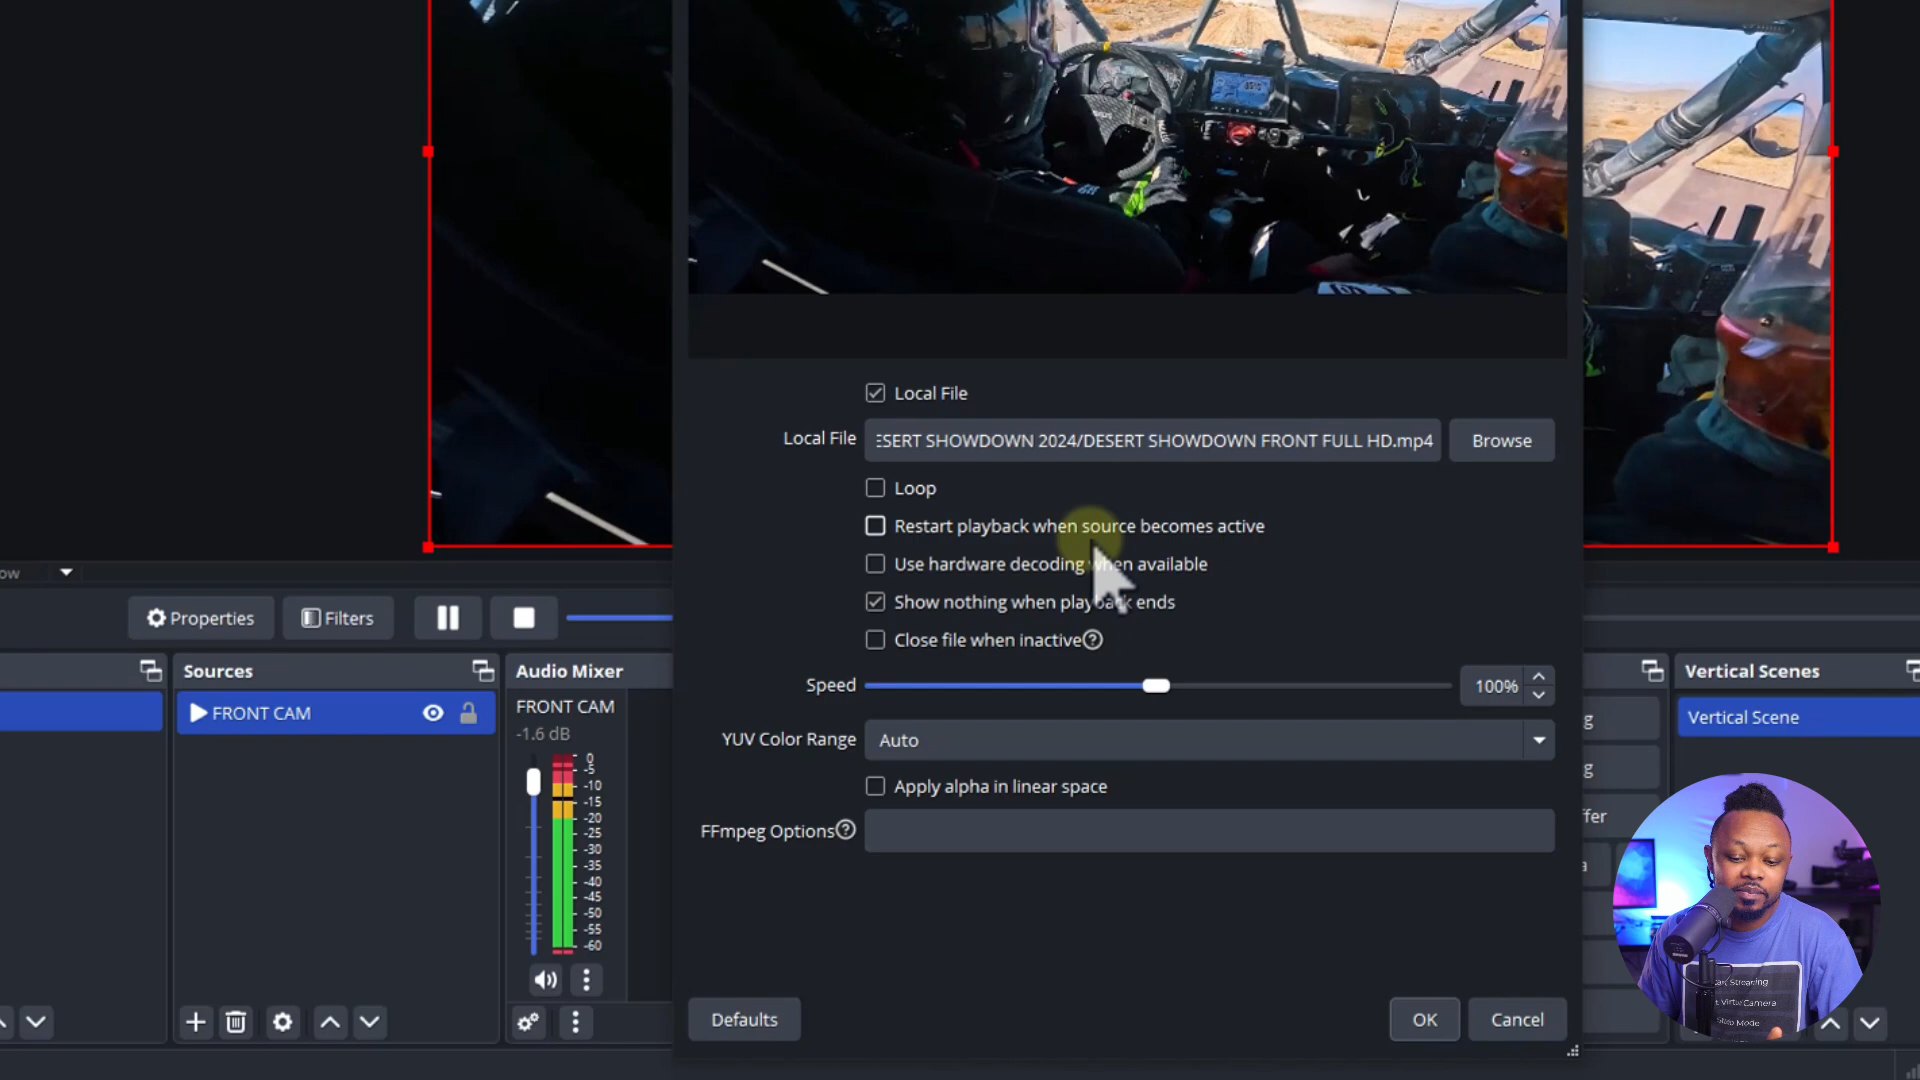 Local File
Local File
ESERT SHOWDOWN 2024/DESERT SHOWDOWN FRONT FULL HD.mp4
Browse
Loop
Restart playback when source becomes active
Use hardware decoding when available
Show nothing when playback ends
Close file when inactive
Speed
100%
YUV Color Range
Auto
Apply alpha in linear space
FFmpeg Options
Defaults
OK
Cancel
ow
Properties
Filters
Sources
FRONT CAM
Audio Mixer
FRONT CAM
-1.6 dB
0
-5
-10
-15
-20
-25
-30
-35
-40
-45
-50
-55
-60
g
g
fer
a
Vertical Scenes
Vertical Scene
Streaming
Mode